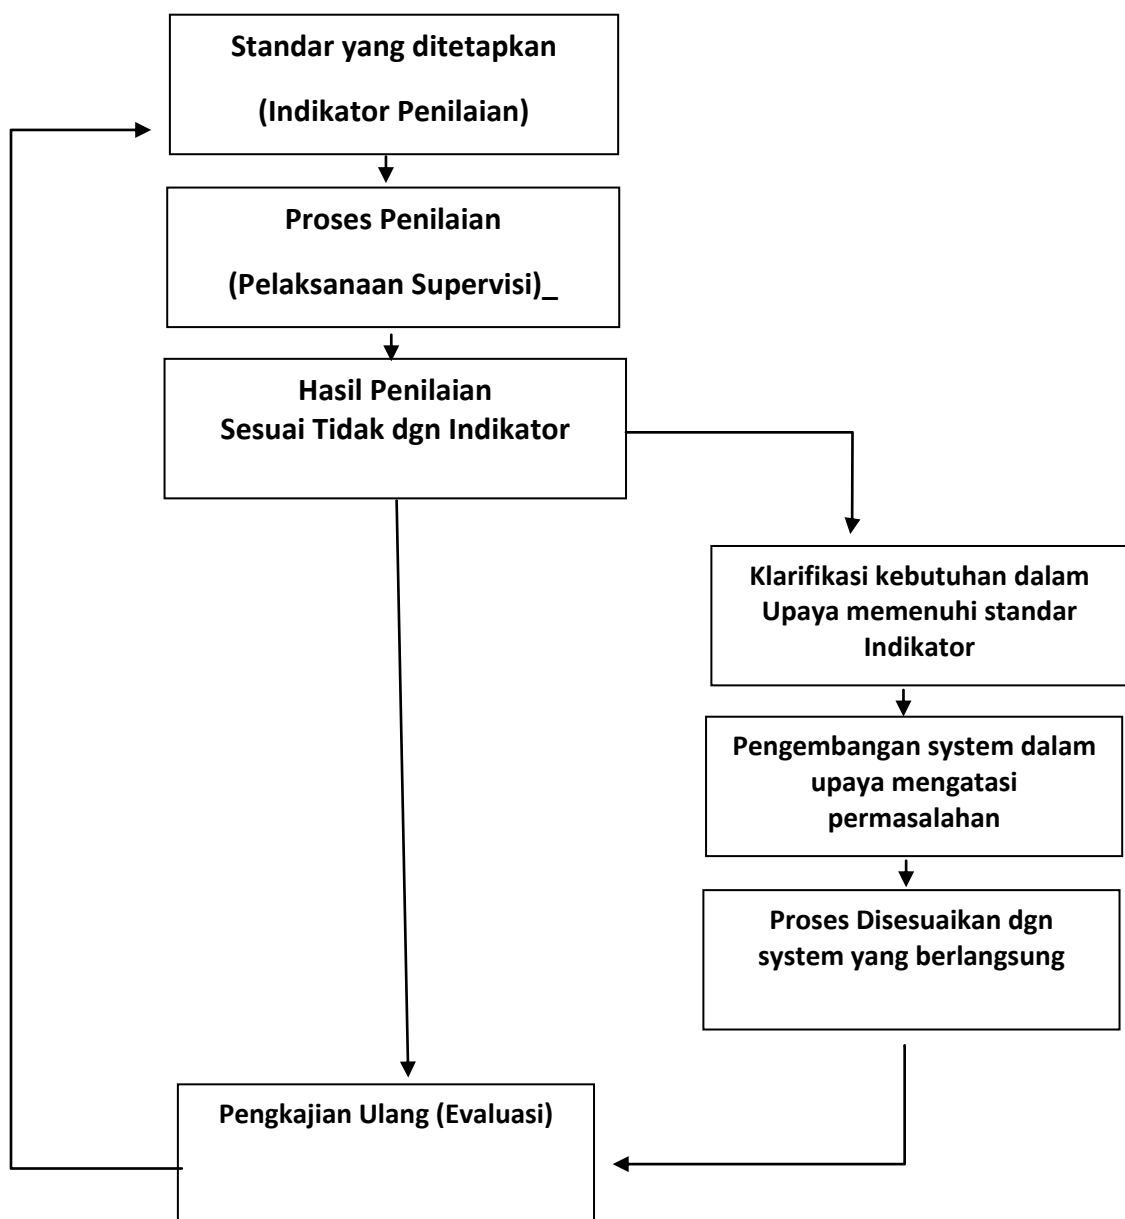 Standar yang ditetapkan
(Indikator Penilaian)
Proses Penilaian
(Pelaksanaan Supervisi)_
Hasil Penilaian
Sesuai Tidak dgn Indikator
Klarifikasi kebutuhan dalam
Upaya memenuhi standar
Indikator
Pengembangan system dalam
upaya mengatasi
permasalahan
Proses Disesuaikan dgn
system yang berlangsung
Pengkajian Ulang (Evaluasi)